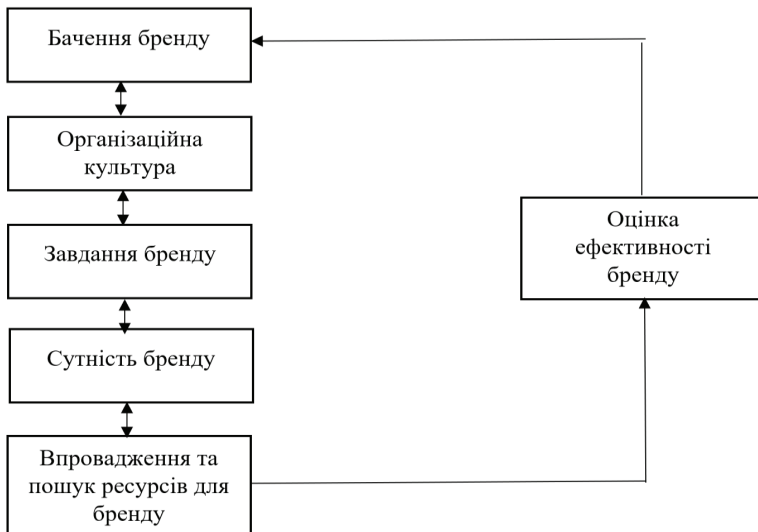 Бачення бренду
Організаційна
культура
Завдання бренду
Сутність бренду
Впровадження та
пошук ресурсів для
бренду
Оцінка
ефективності
бренду